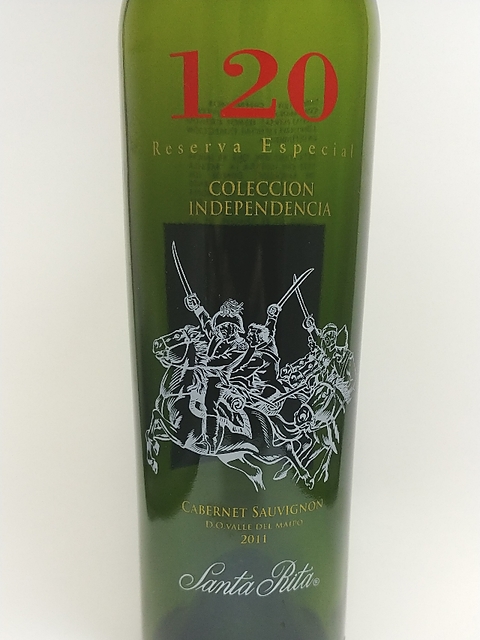 120
Reserva Especial
COLECCION
INDEPENDENCIA
CABERNET SAUVIGNON
D.O. VALLE DEL MAIPO
2011
Santa Rita®